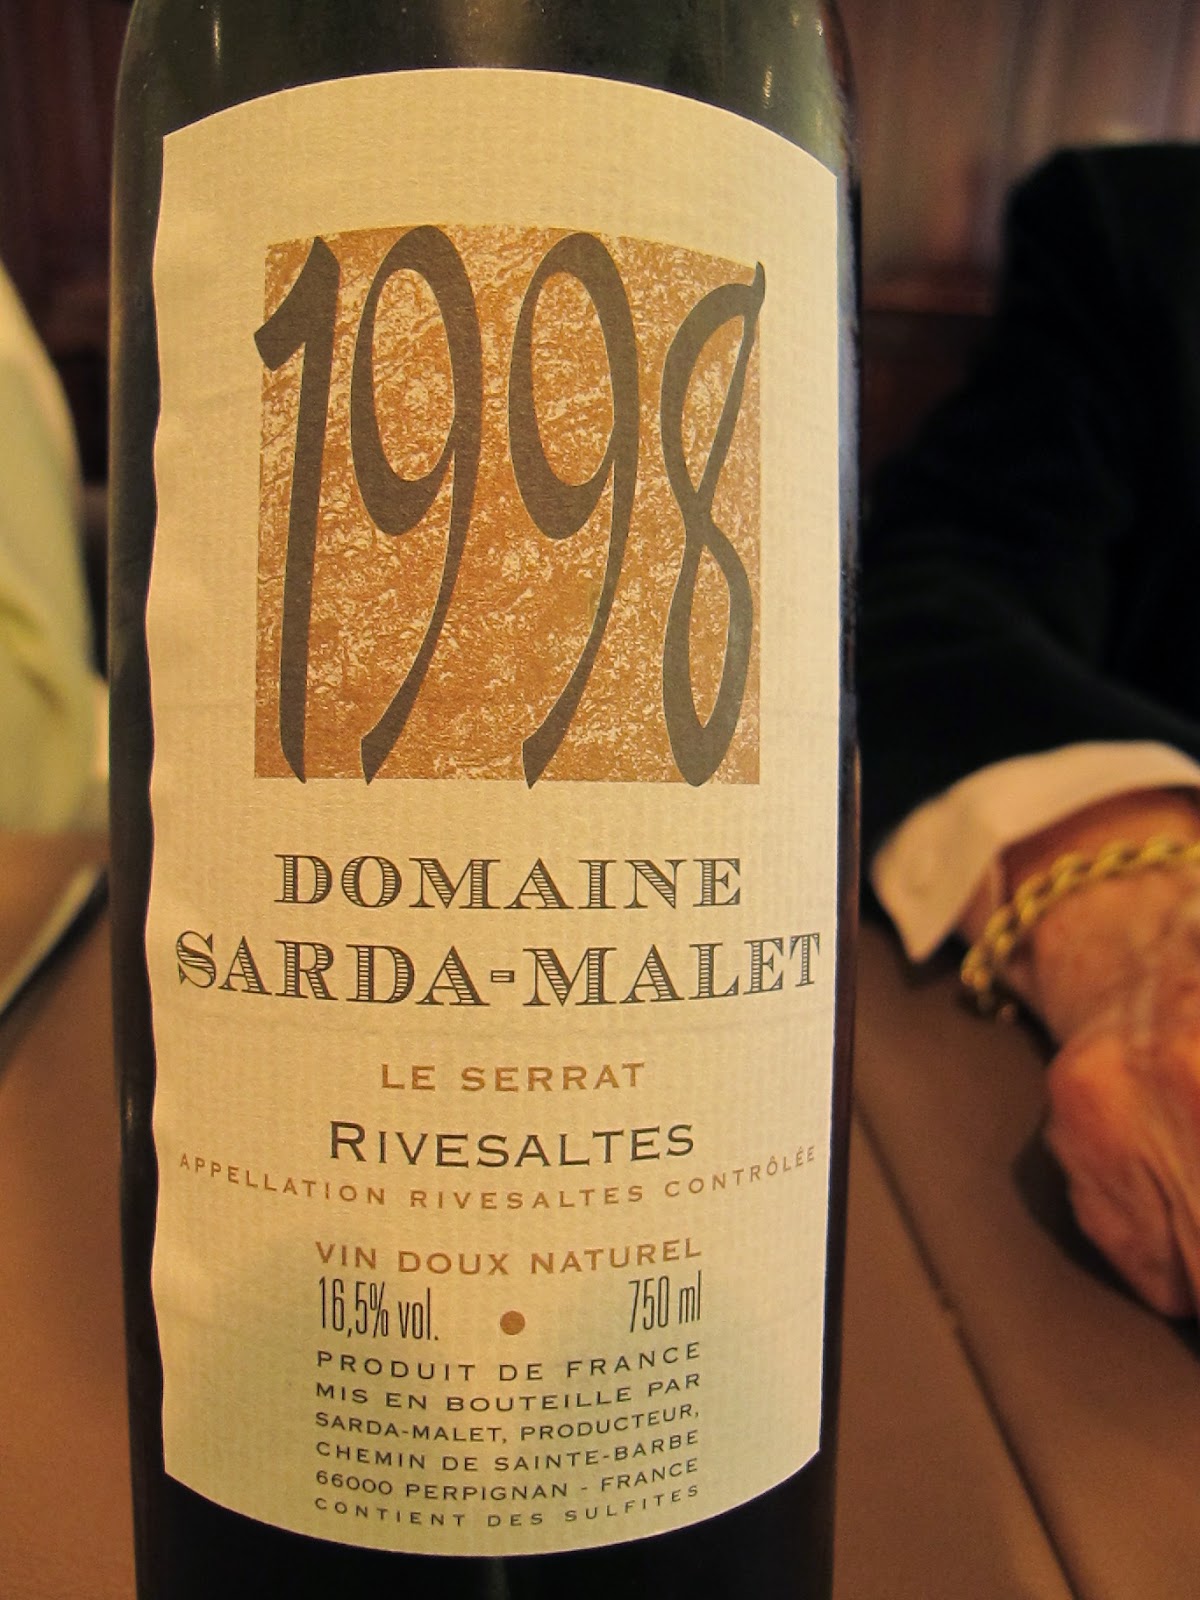 1998
DOMAINE
SARDA-MALET
LE SERRAT
RIVESALTES
APPELLATION RIVESALTES CONTRÔLÉE
VIN DOUX NATUREL
16,5% vol. • 750 ml
PRODUIT DE FRANCE
MIS EN BOUTEILLE PAR
SARDA-MALET, PRODUCTEUR,
CHEMIN DE SAINTE-BARBE
66000 PERPIGNAN - FRANCE
CONTIENT DES SULFITES